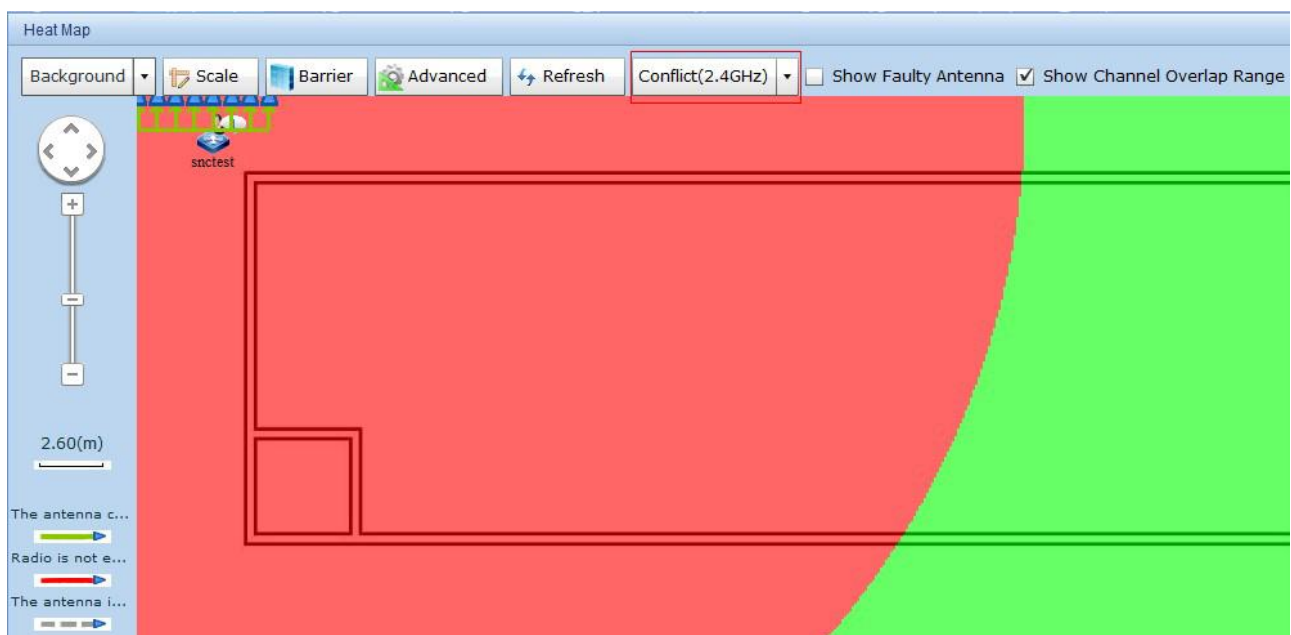 Heat Map
Background Scale Barrier Advanced Refresh Conflict(2.4GHz) Show Faulty Antenna Show Channel Overlap Range
snctest
2.60(m)
The antenna c...
Radio is not e...
The antenna i...